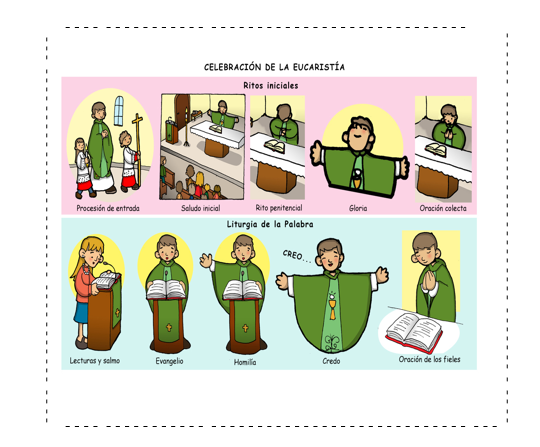 CELEBRACIÓN DE LA EUCARISTÍA
Ritos iniciales
Procesión de entrada
Saludo inicial
Rito penitencial
Gloria
Oración colecta
Liturgia de la Palabra
CREO...
Lecturas y salmo
Evangelio
Homilía
Credo
Oración de los fieles